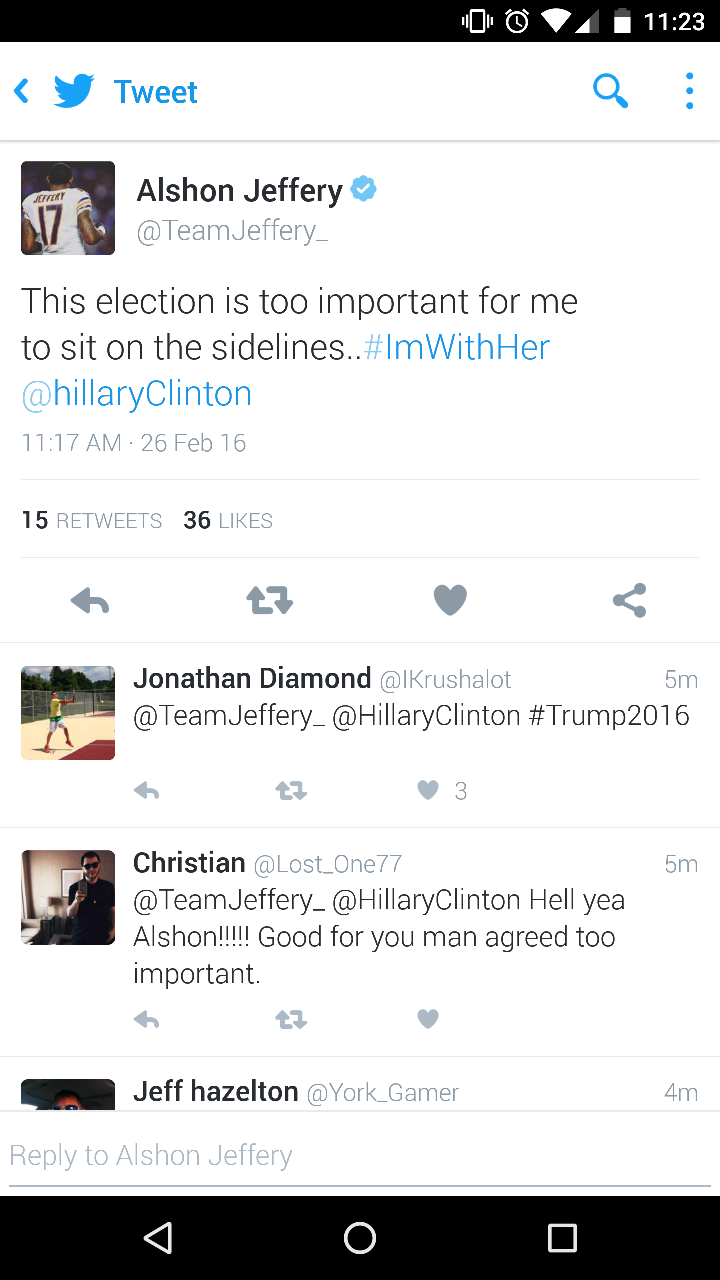 11:23
Tweet
JEFFERY
17
Alshon Jeffery
@TeamJeffery_
This election is too important for me
to sit on the sidelines..#ImWithHer
@hillaryClinton
11:17 AM · 26 Feb 16
15 RETWEETS 36 LIKES
Jonathan Diamond @IKrushalot 5m
@TeamJeffery_ @HillaryClinton #Trump2016
3
Christian @Lost_One77 5m
@TeamJeffery_ @HillaryClinton Hell yea
Alshon!!!!! Good for you man agreed too
important.
Jeff hazelton @York_Gamer 4m
Reply to Alshon Jeffery